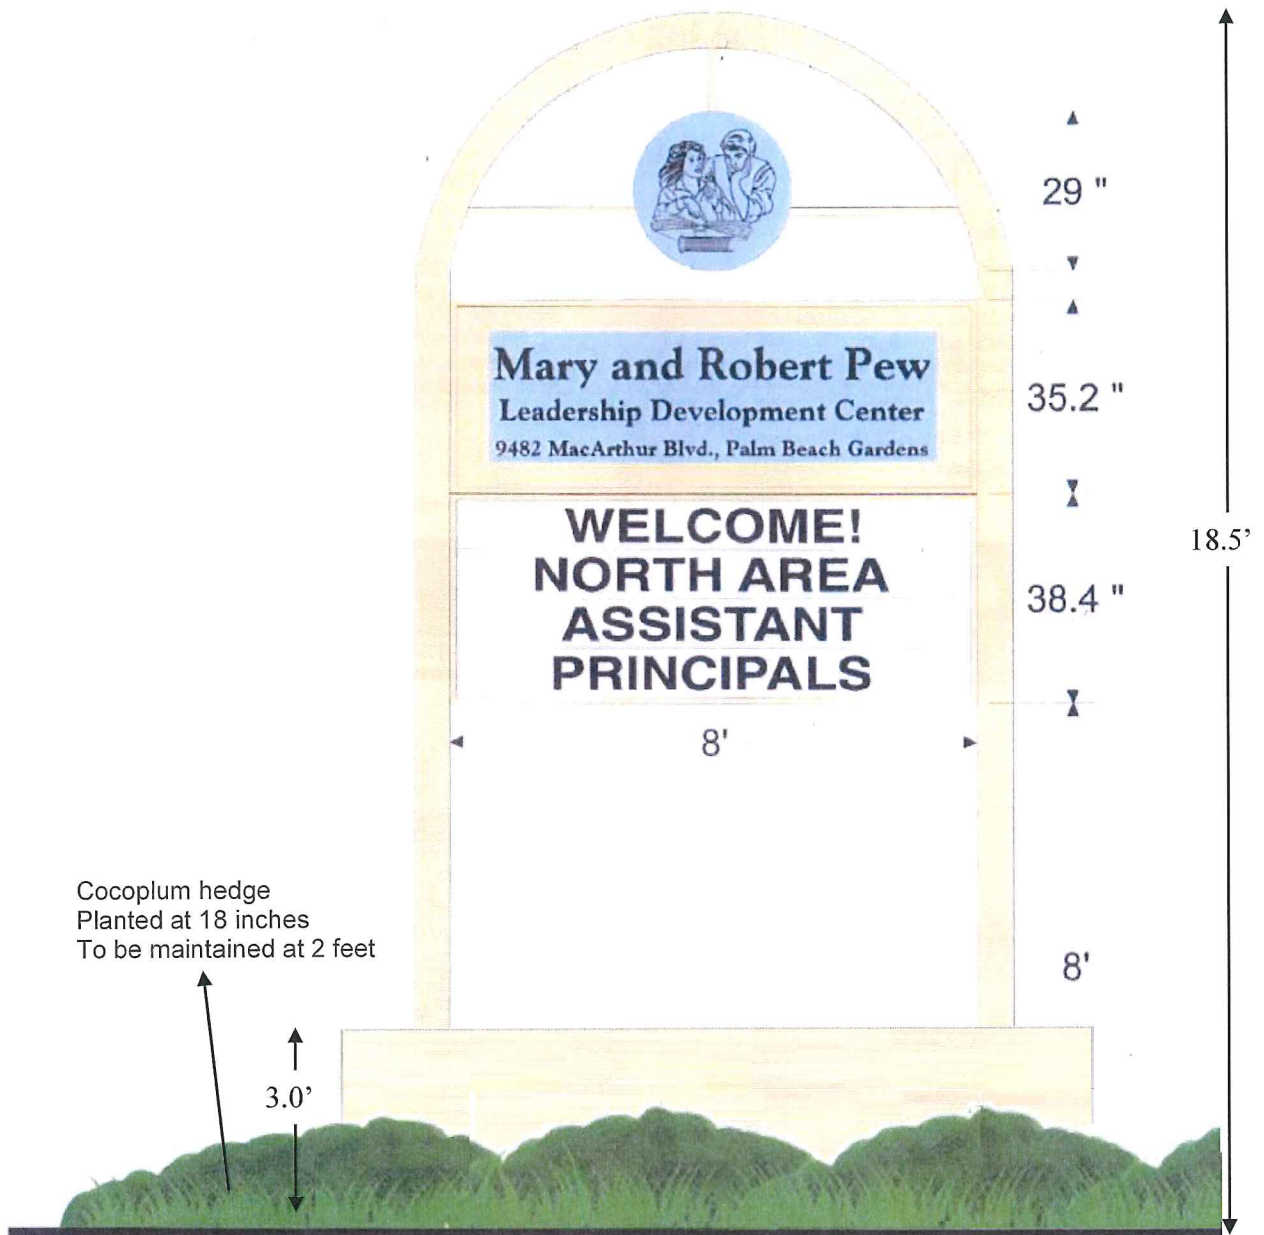 29 "
Mary and Robert Pew
Leadership Development Center
9482 MacArthur Blvd., Palm Beach Gardens
35.2 "
WELCOME!
NORTH AREA
ASSISTANT
PRINCIPALS
38.4 "
18.5’
8'
Cocoplum hedge
Planted at 18 inches
To be maintained at 2 feet
8'
3.0’